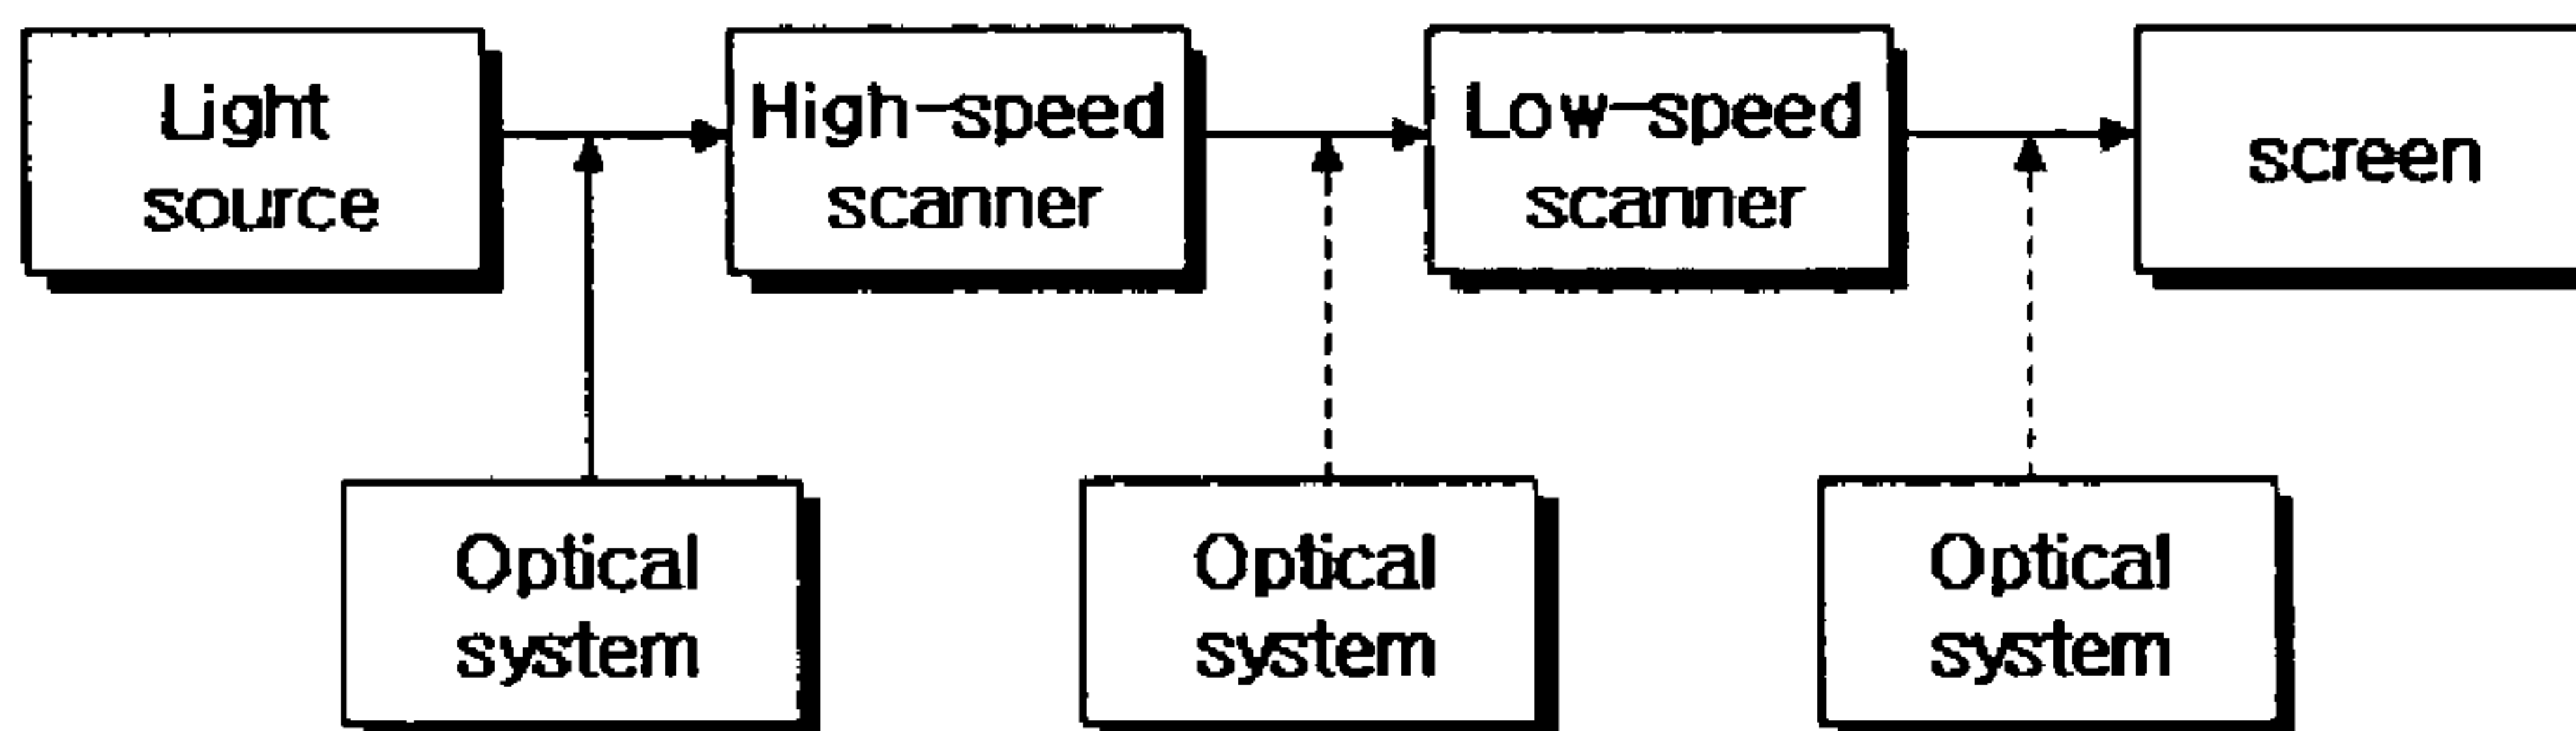 Light
source
High-speed
scanner
Low-speed
scanner
screen
Optical
system
Optical
system
Optical
system